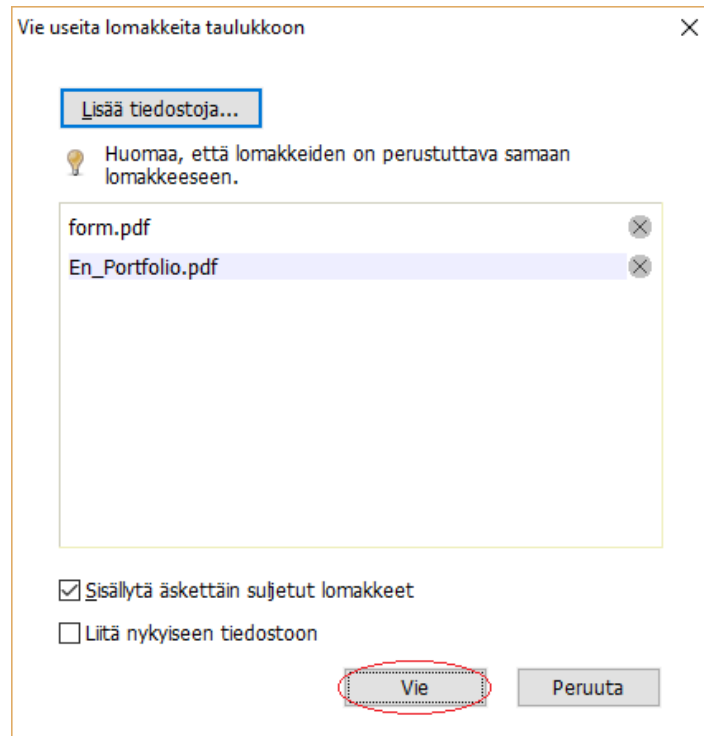 Vie useita lomakkeita taulukkoon
Lisää tiedostoja...
Huomaa, että lomakkeiden on perustuttava samaan
lomakkeeseen.
form.pdf
En_Portfolio.pdf
Sisällytä äskettäin suljetut lomakkeet
Liitä nykyiseen tiedostoon
Vie
Peruuta